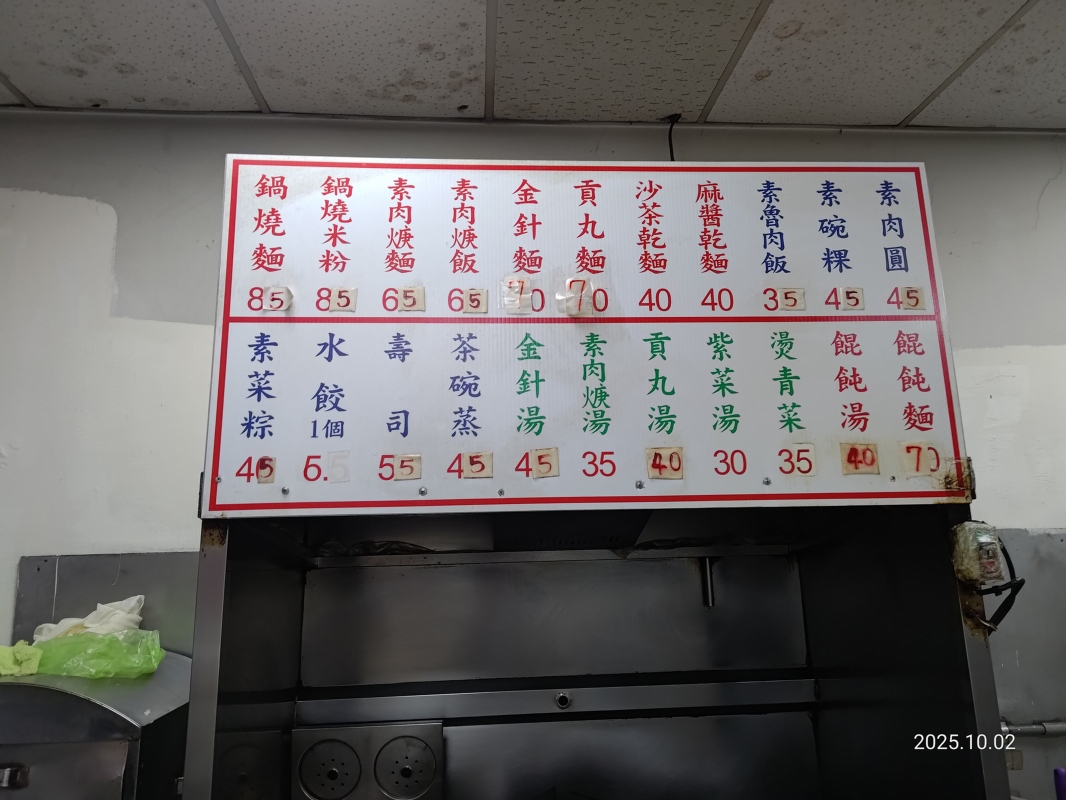 鍋燒麵 85
鍋燒米粉 85
素肉焿麵 65
素肉焿飯 65
金針麵 70
貢丸麵 70
沙茶乾麵 40
麻醬乾麵 40
素魯肉飯 35
素碗粿 45
素肉圓 45
素菜粽 45
水餃1個 5.5
壽司 55
茶碗蒸 45
金針湯 45
素肉焿湯 35
貢丸湯 40
紫菜湯 30
燙青菜 35
餛飩湯 40
餛飩麵 70
2025.10.02